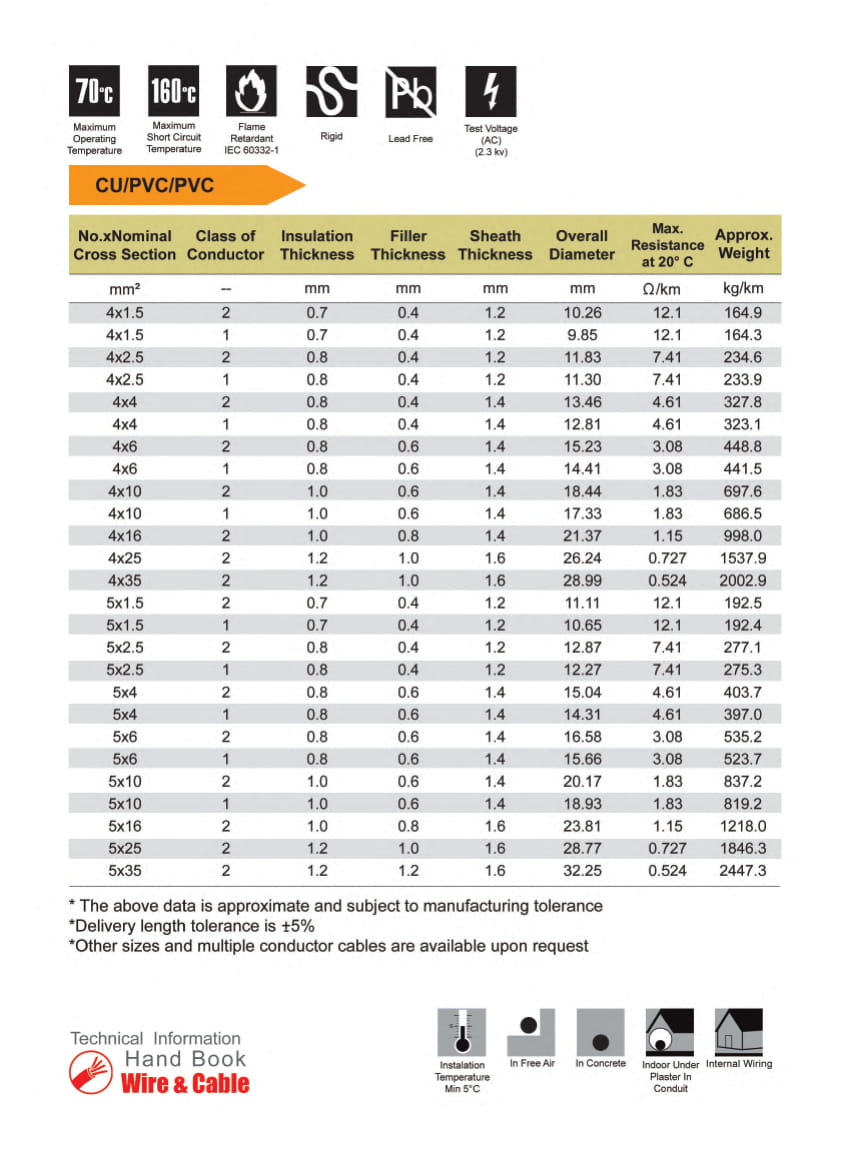 70°C
160°C
Pb
Maximum
Operating
Temperature
Maximum
Short Circuit
Temperature
Flame
Retardant
IEC 60332-1
Rigid
Lead Free
Test Voltage
(AC)
(2.3 kv)
CU/PVC/PVC
No.xNominal Cross Section Class of Conductor Insulation Thickness Filler Thickness Sheath Thickness Overall Diameter Max. Resistance at 20° C Approx. Weight
mm² -- mm mm mm mm Ω/km kg/km
4x1.5 2 0.7 0.4 1.2 10.26 12.1 164.9
4x1.5 1 0.7 0.4 1.2 9.85 12.1 164.3
4x2.5 2 0.8 0.4 1.2 11.83 7.41 234.6
4x2.5 1 0.8 0.4 1.2 11.30 7.41 233.9
4x4 2 0.8 0.4 1.4 13.46 4.61 327.8
4x4 1 0.8 0.4 1.4 12.81 4.61 323.1
4x6 2 0.8 0.6 1.4 15.23 3.08 448.8
4x6 1 0.8 0.6 1.4 14.41 3.08 441.5
4x10 2 1.0 0.6 1.4 18.44 1.83 697.6
4x10 1 1.0 0.6 1.4 17.33 1.83 686.5
4x16 2 1.0 0.8 1.4 21.37 1.15 998.0
4x25 2 1.2 1.0 1.6 26.24 0.727 1537.9
4x35 2 1.2 1.0 1.6 28.99 0.524 2002.9
5x1.5 2 0.7 0.4 1.2 11.11 12.1 192.5
5x1.5 1 0.7 0.4 1.2 10.65 12.1 192.4
5x2.5 2 0.8 0.4 1.2 12.87 7.41 277.1
5x2.5 1 0.8 0.4 1.2 12.27 7.41 275.3
5x4 2 0.8 0.6 1.4 15.04 4.61 403.7
5x4 1 0.8 0.6 1.4 14.31 4.61 397.0
5x6 2 0.8 0.6 1.4 16.58 3.08 535.2
5x6 1 0.8 0.6 1.4 15.66 3.08 523.7
5x10 2 1.0 0.6 1.4 20.17 1.83 837.2
5x10 1 1.0 0.6 1.4 18.93 1.83 819.2
5x16 2 1.0 0.8 1.6 23.81 1.15 1218.0
5x25 2 1.2 1.0 1.6 28.77 0.727 1846.3
5x35 2 1.2 1.2 1.6 32.25 0.524 2447.3
* The above data is approximate and subject to manufacturing tolerance
*Delivery length tolerance is ±5%
*Other sizes and multiple conductor cables are available upon request
Technical Information
Hand Book
Wire & Cable
Instalation
Temperature
Min 5°C
In Free Air
In Concrete
Indoor Under
Plaster In
Conduit
Internal Wiring